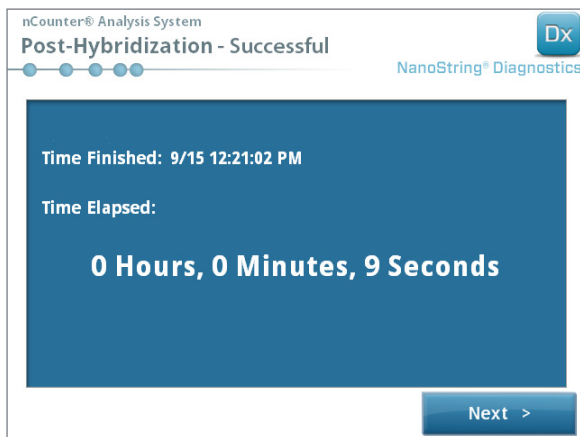 nCounter® Analysis System
Post-Hybridization - Successful
Dx
NanoString® Diagnostics
Time Finished: 9/15 12:21:02 PM
Time Elapsed:
0 Hours, 0 Minutes, 9 Seconds
Next >